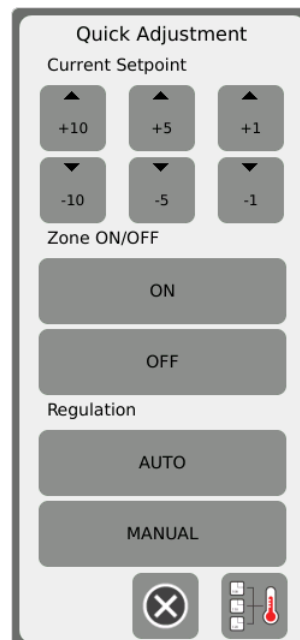 Quick Adjustment
Current Setpoint
+10 +5 +1
-10 -5 -1
Zone ON/OFF
ON
OFF
Regulation
AUTO
MANUAL